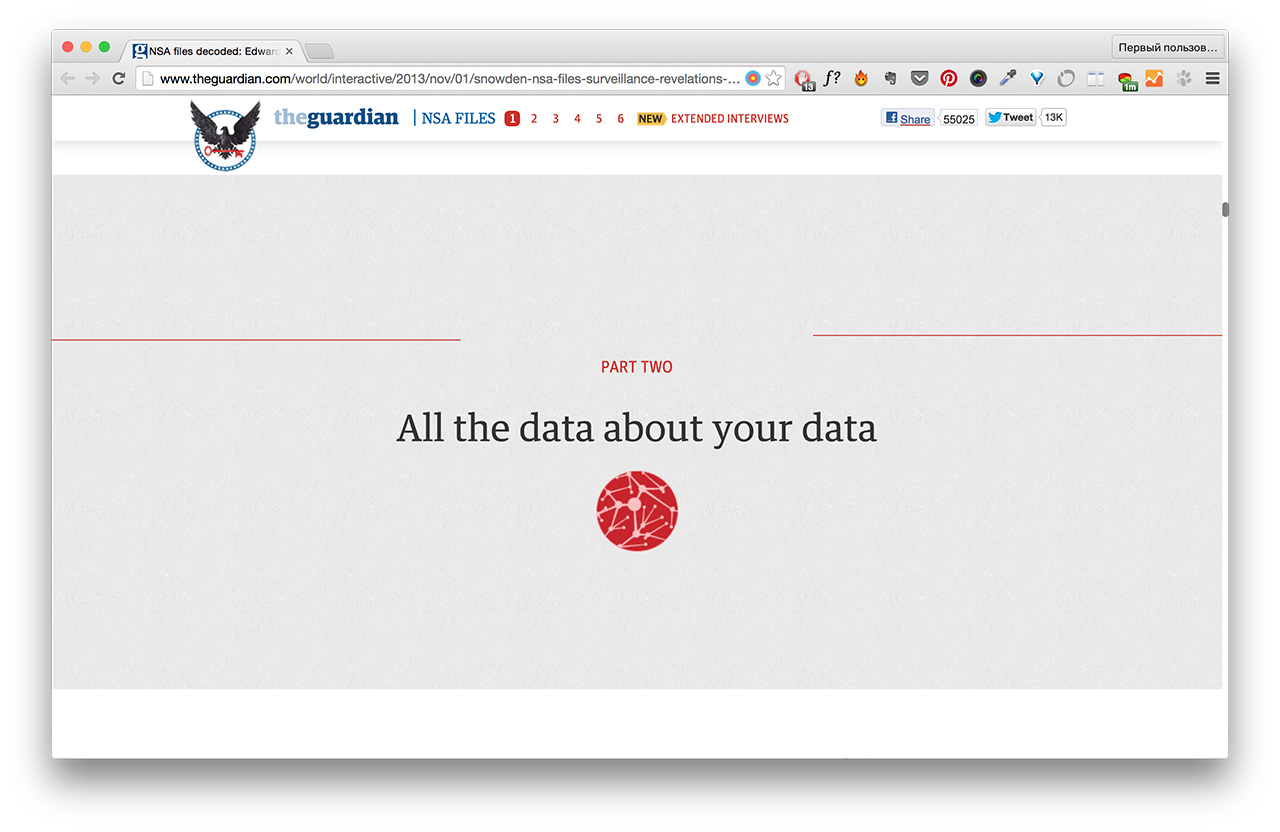 NSA files decoded: Edward
Первый пользов...
www.theguardian.com/world/interactive/2013/nov/01/snowden-nsa-files-surveillance-revelations-...
f?
13
1m
theguardian | NSA FILES 1 2 3 4 5 6 NEW EXTENDED INTERVIEWS
Share 55025 Tweet 13K
PART TWO
All the data about your data